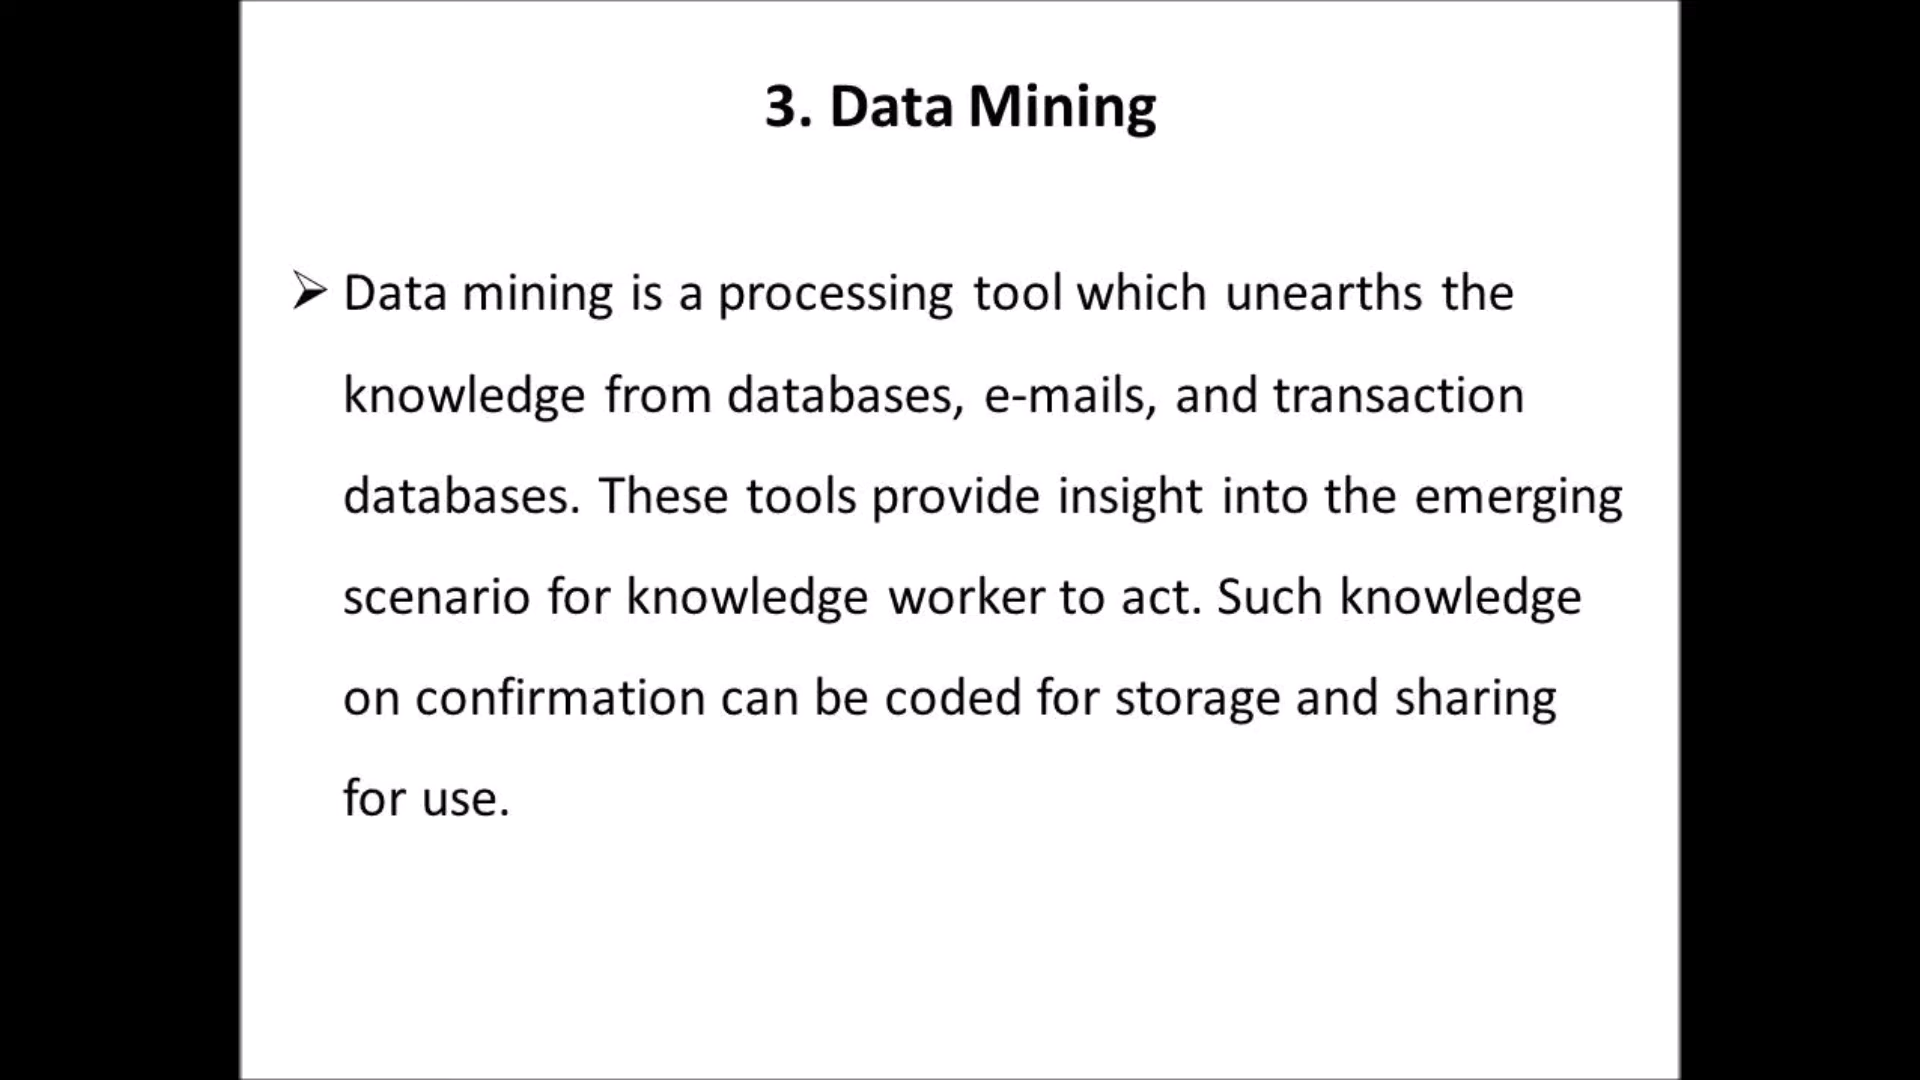 3. Data Mining
➢ Data mining is a processing tool which unearths the
knowledge from databases, e-mails, and transaction
databases. These tools provide insight into the emerging
scenario for knowledge worker to act. Such knowledge
on confirmation can be coded for storage and sharing
for use.